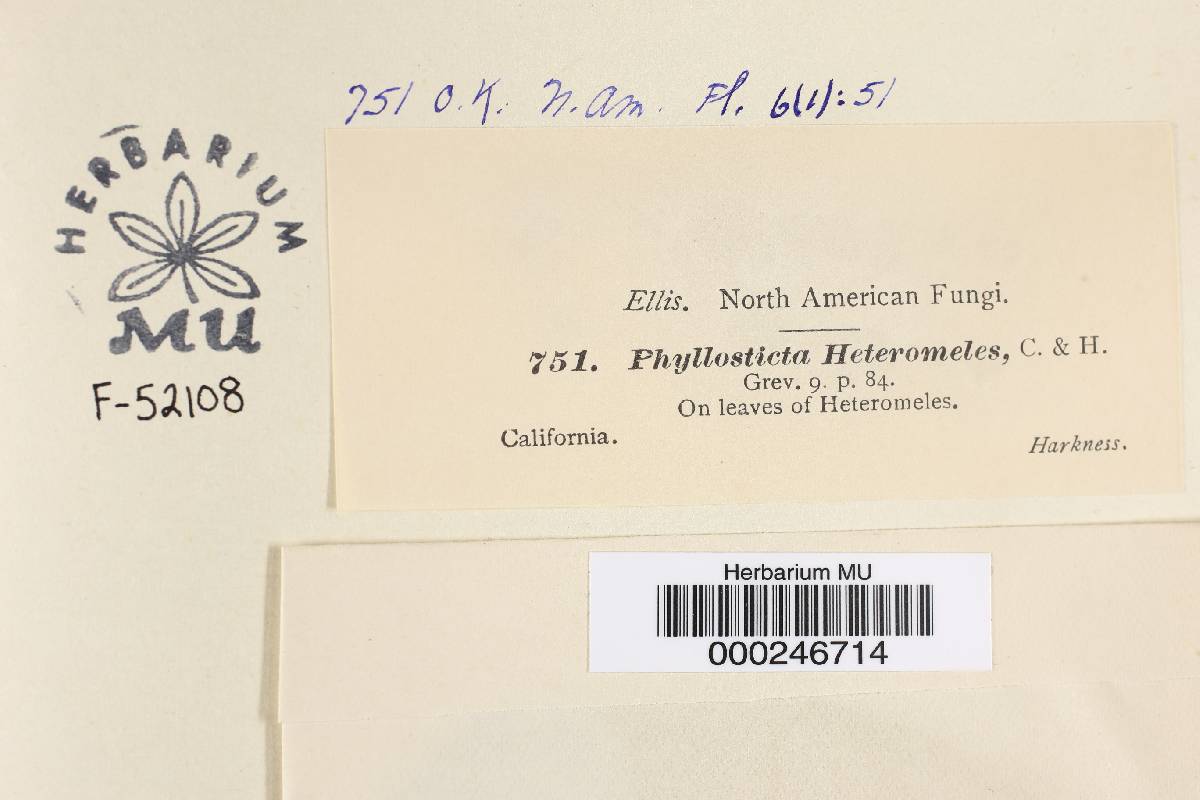 751 O.K. N. Am. Fl. 6(1):51
HERBARIUM
MU
F-52108
Ellis. North American Fungi.
751. Phyllosticta Heteromeles, C. & H.
Grev. 9. p. 84.
On leaves of Heteromeles.
California.
Harkness.
Herbarium MU
000246714